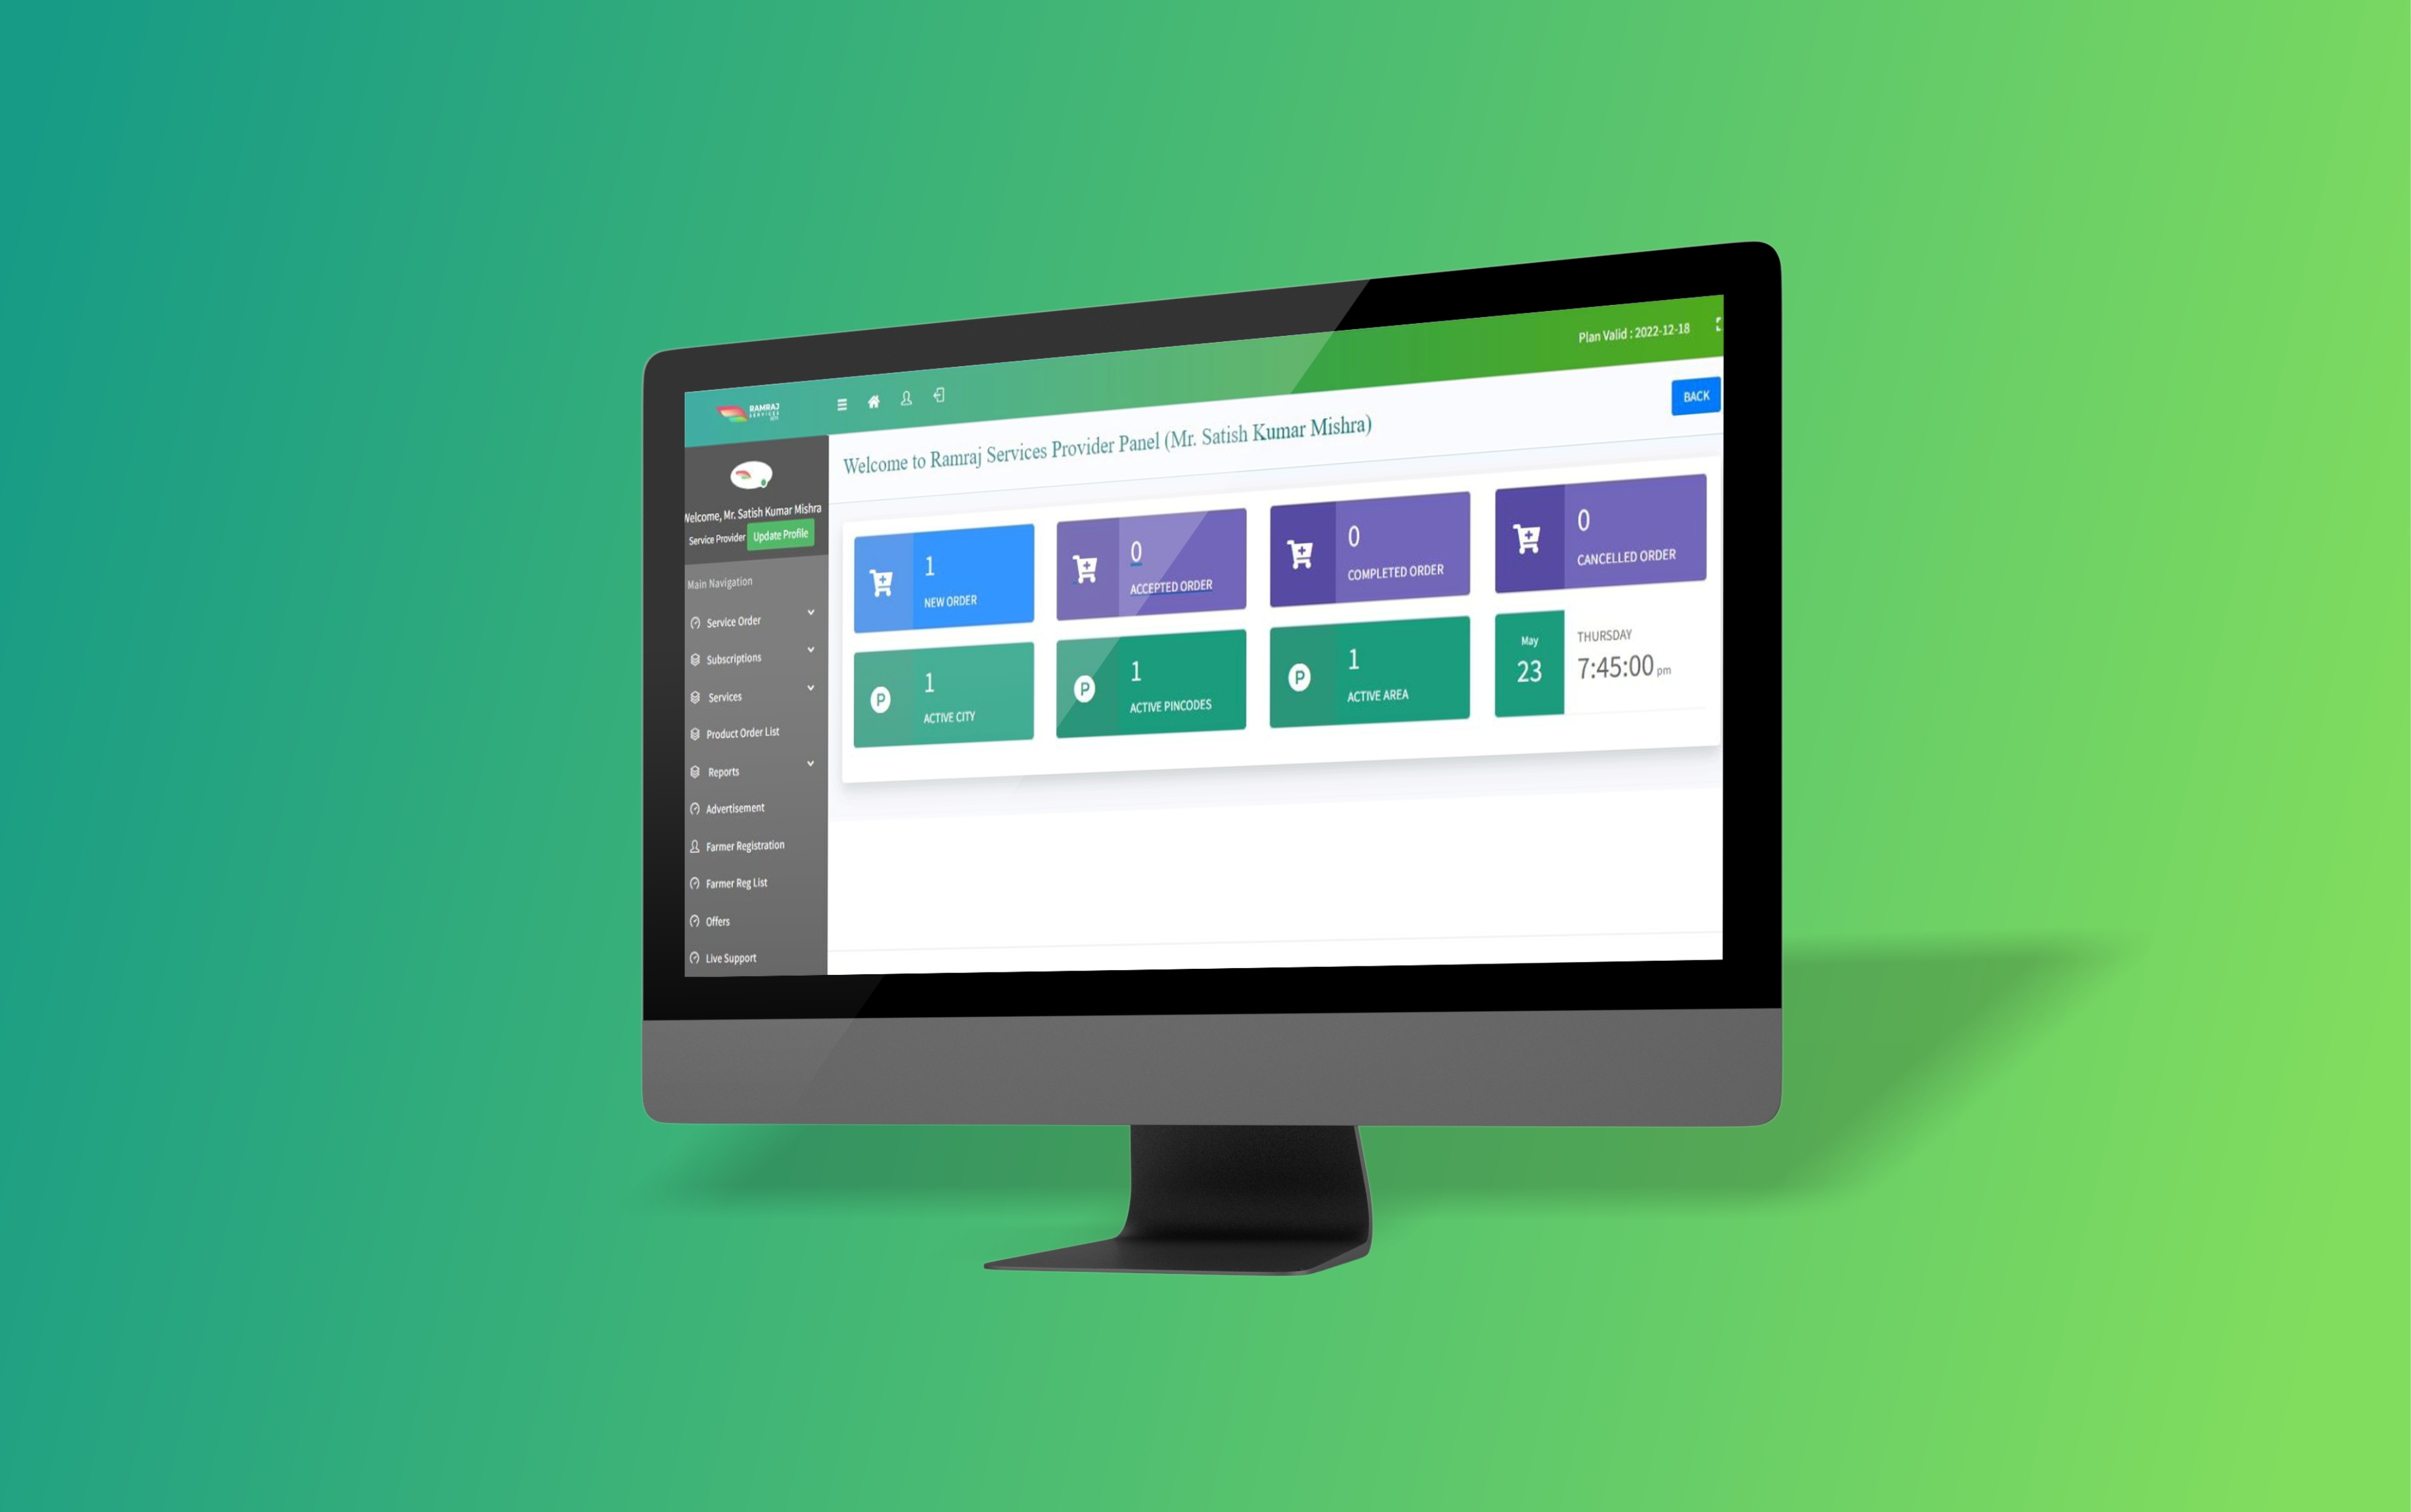 RAMRAJ
SERVICES
Plan Valid : 2022-12-18
Welcome to Ramraj Services Provider Panel (Mr. Satish Kumar Mishra)
BACK
Welcome, Mr. Satish Kumar Mishra
Service Provider Update Profile
Main Navigation
Service Order
Subscriptions
Services
Product Order List
Reports
Advertisement
Farmer Registration
Farmer Reg List
Offers
Live Support
1
NEW ORDER
0
ACCEPTED ORDER
0
COMPLETED ORDER
0
CANCELLED ORDER
P
1
ACTIVE CITY
P
1
ACTIVE PINCODES
P
1
ACTIVE AREA
May
23
THURSDAY
7:45:00 pm